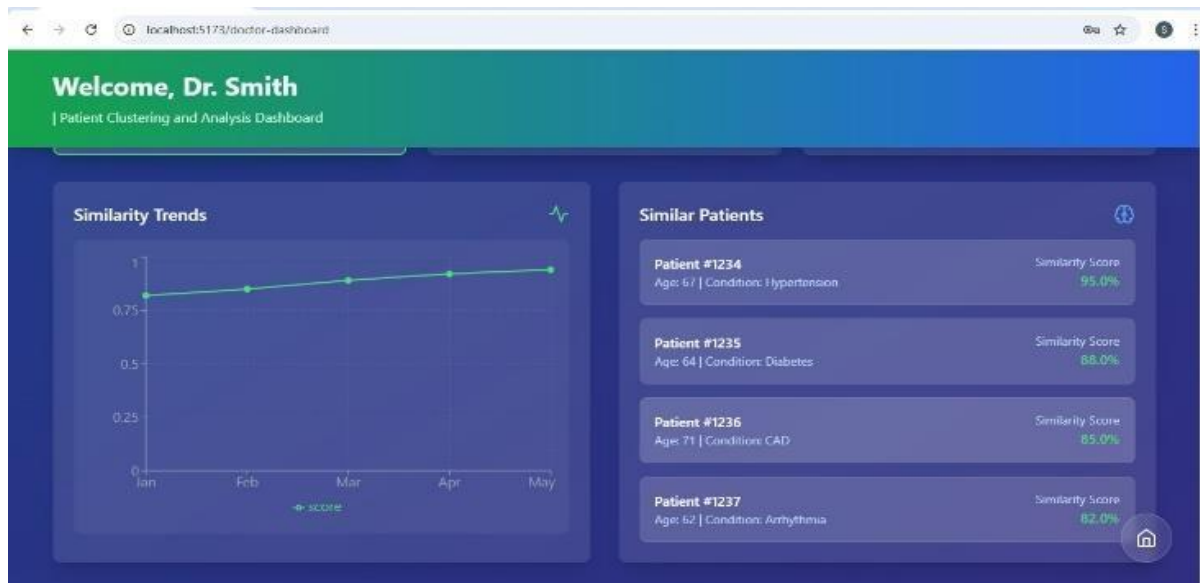 localhost:5173/doctor-dashboard
S
Welcome, Dr. Smith
| Patient Clustering and Analysis Dashboard
Similarity Trends
1
0.75
0.5
0.25
0
Jan Feb Mar Apr May
score
Similar Patients
Patient #1234
Age: 67 | Condition: Hypertension
Similarity Score
95.0%
Patient #1235
Age: 64 | Condition: Diabetes
Similarity Score
88.0%
Patient #1236
Age: 71 | Condition: CAD
Similarity Score
85.0%
Patient #1237
Age: 62 | Condition: Arrhythmia
Similarity Score
82.0%